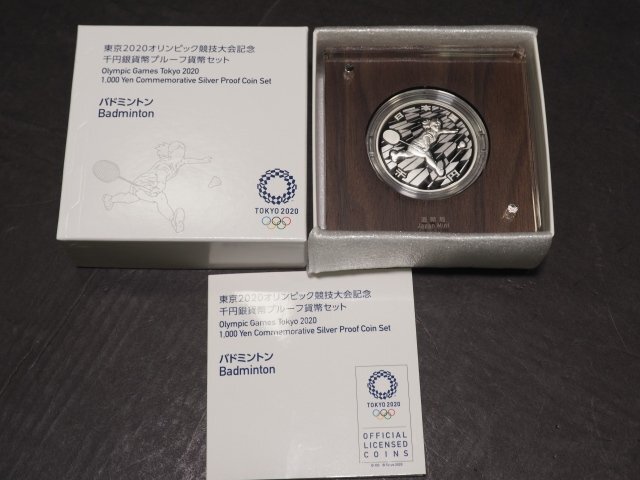 東京2020オリンピック競技大会記念
千円銀貨幣プルーフ貨幣セット
Olympic Games Tokyo 2020
1,000 Yen Commemorative Silver Proof Coin Set
バドミントン
Badminton
TOKYO 2020
日本国
千円
造幣局
Japan Mint
東京2020オリンピック競技大会記念
千円銀貨幣プルーフ貨幣セット
Olympic Games Tokyo 2020
1,000 Yen Commemorative Silver Proof Coin Set
バドミントン
Badminton
TOKYO 2020
OFFICIAL
LICENSED
COINS